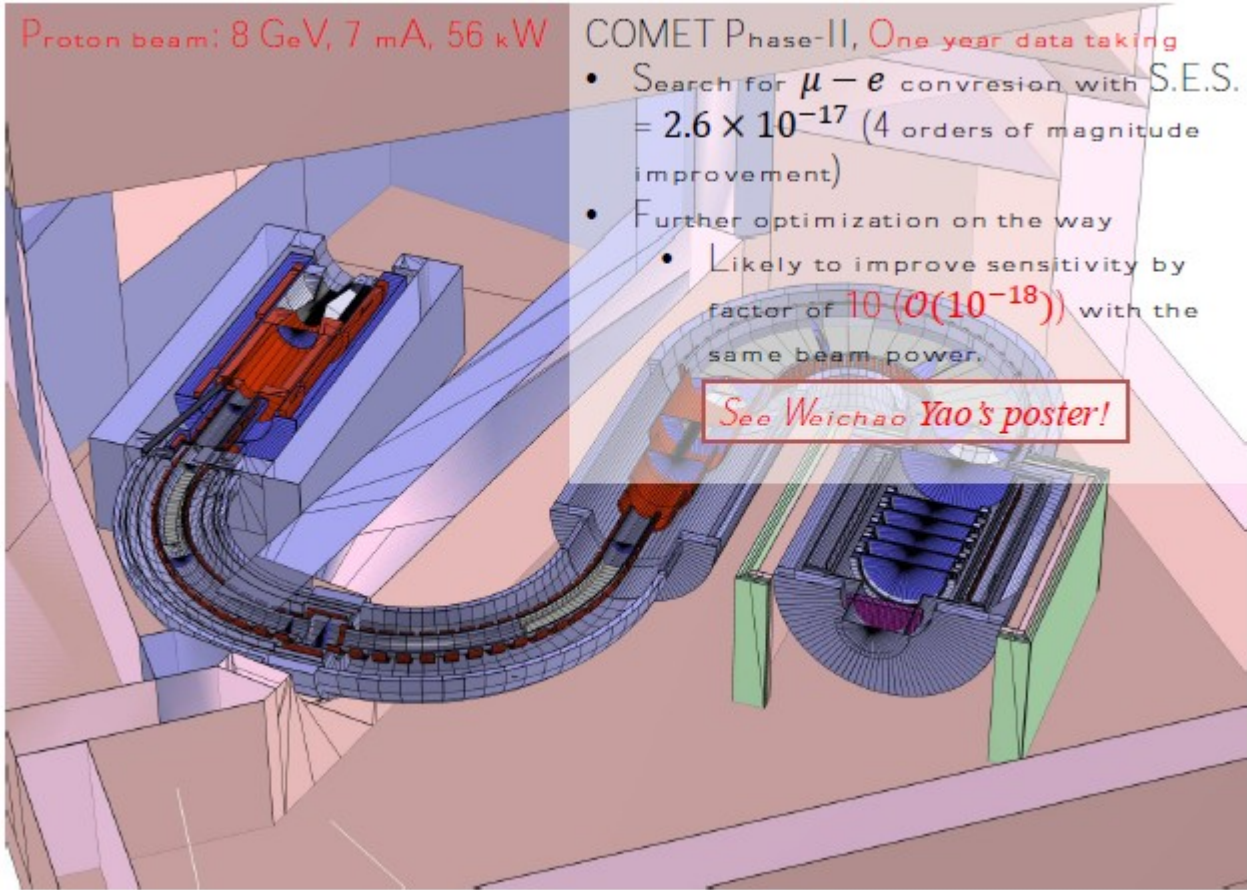 Proton beam: 8 GeV, 7 mA, 56 kW
COMET Phase-II, One year data taking
• Search for μ − e convresion with S.E.S.
= 2.6 × 10⁻¹⁷ (4 orders of magnitude
improvement)
• Further optimization on the way
• Likely to improve sensitivity by
factor of 10 (𝒪(10⁻¹⁸)) with the
same beam power.
See Weichao Yao's poster!